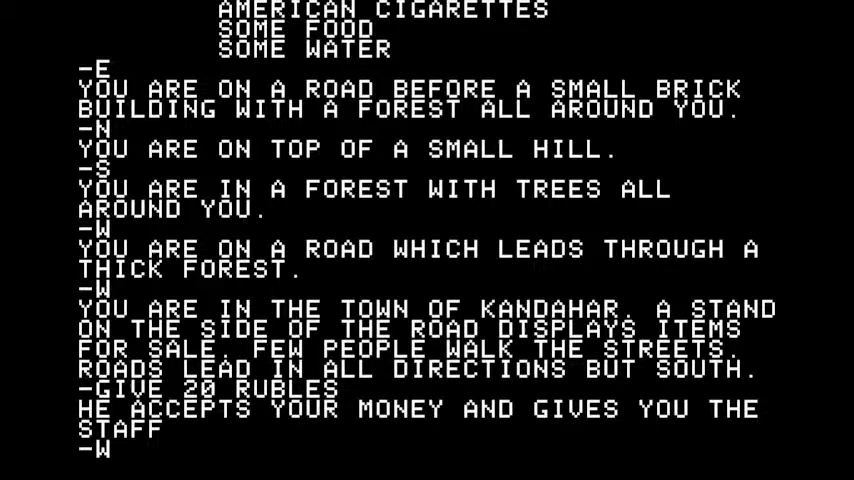 AMERICAN CIGARETTES
SOME FOOD
SOME WATER
-E
YOU ARE ON A ROAD BEFORE A SMALL BRICK
BUILDING WITH A FOREST ALL AROUND YOU.
-N
YOU ARE ON TOP OF A SMALL HILL.
-S
YOU ARE IN A FOREST WITH TREES ALL
AROUND YOU.
-W
YOU ARE ON A ROAD WHICH LEADS THROUGH A
THICK FOREST.
-W
YOU ARE IN THE TOWN OF KANDAHAR. A STAND
ON THE SIDE OF THE ROAD DISPLAYS ITEMS
FOR SALE. FEW PEOPLE WALK THE STREETS.
ROADS LEAD IN ALL DIRECTIONS BUT SOUTH.
-GIVE 20 RUBLES
HE ACCEPTS YOUR MONEY AND GIVES YOU THE
STAFF
-W